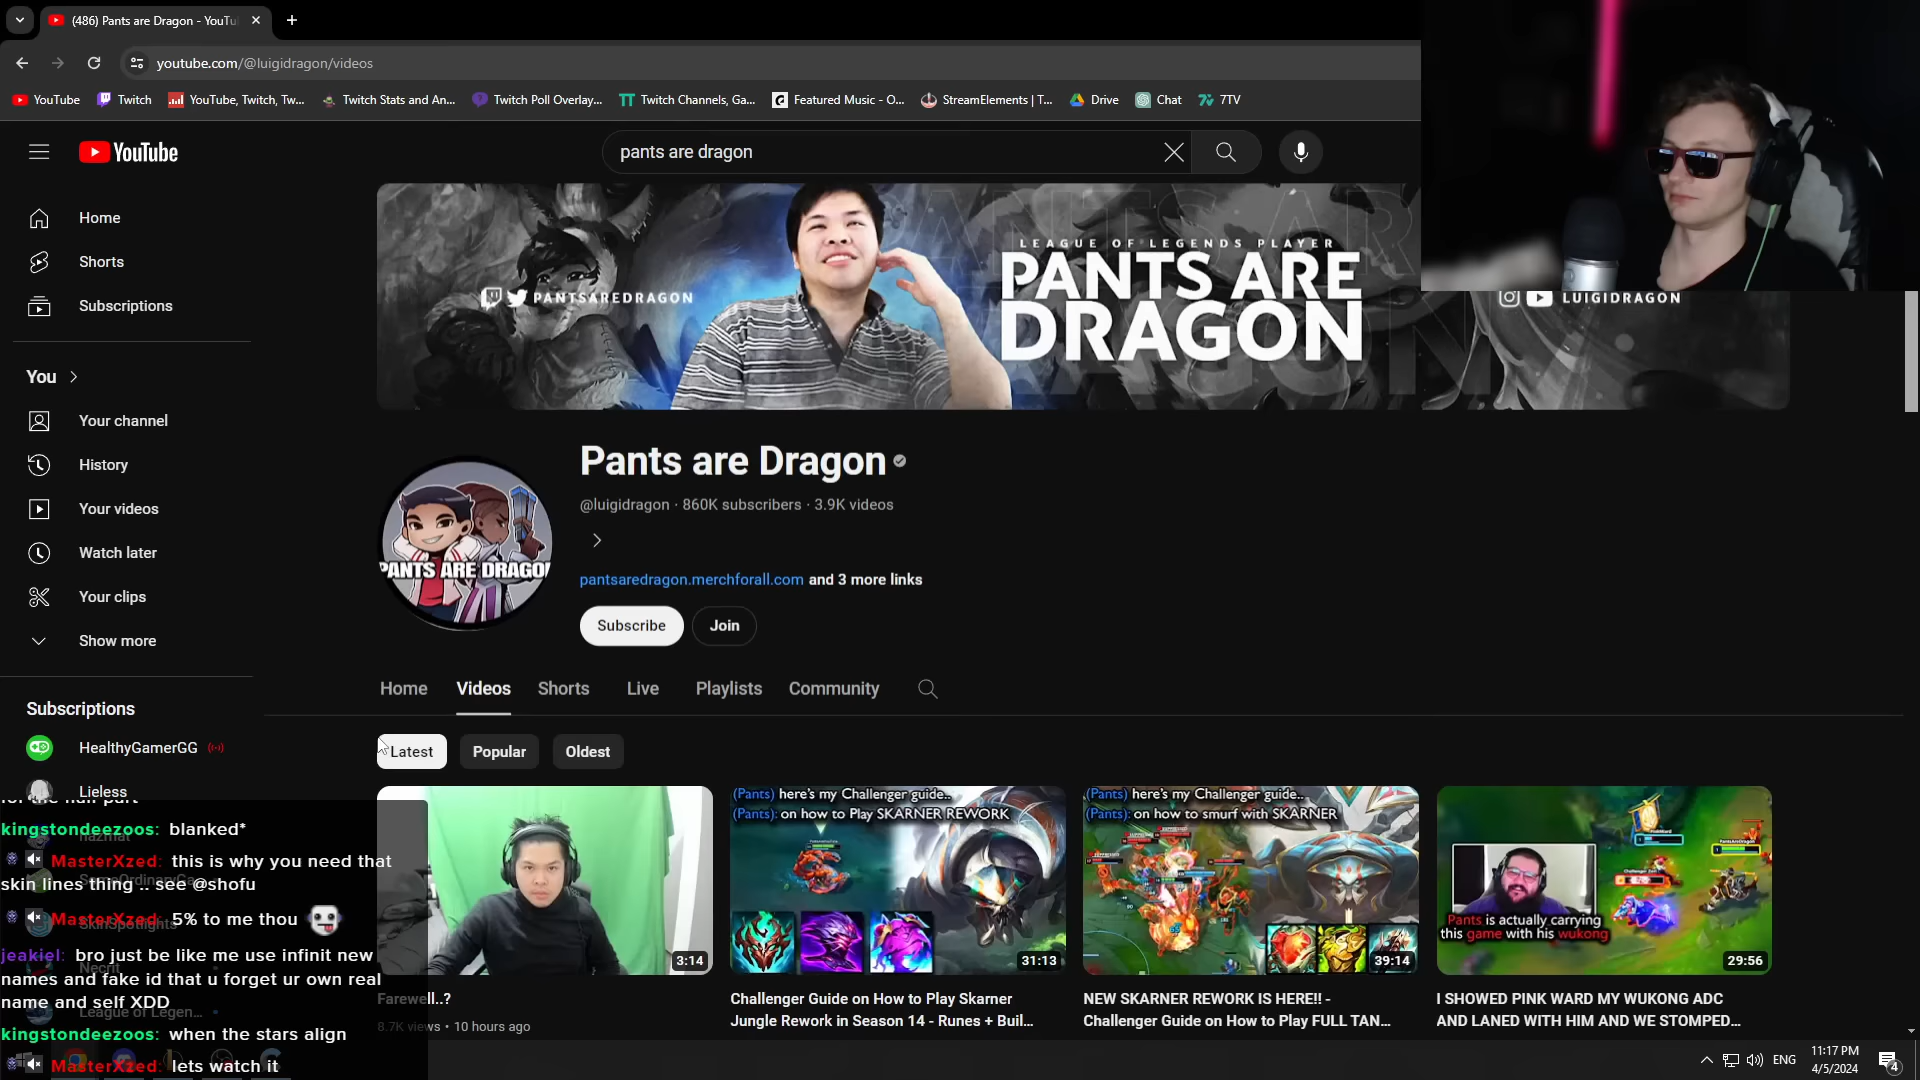 (486) Pants are Dragon - YouTu
youtube.com/@luigidragon/videos
YouTube
Twitch
YouTube, Twitch, Tw...
Twitch Stats and An...
Twitch Poll Overlay...
Twitch Channels, Ga...
Featured Music - O...
StreamElements | T...
Drive
Chat
7TV
YouTube
pants are dragon
Home
Shorts
Subscriptions
You
Your channel
History
Your videos
Watch later
Your clips
Show more
Subscriptions
HealthyGamerGG
Lieless
PANTSAREDRAGON
LEAGUE OF LEGENDS PLAYER
PANTS ARE
DRAGON
LUIGIDRAGON
PANTS ARE DRAGON
Pants are Dragon
@luigidragon · 860K subscribers · 3.9K videos
pantsaredragon.merchforall.com and 3 more links
Subscribe
Join
Home
Videos
Shorts
Live
Playlists
Community
Latest
Popular
Oldest
3:14
Farewell..?
8.7K views • 10 hours ago
(Pants) here's my Challenger guide..
(Pants): on how to Play SKARNER REWORK
31:13
Challenger Guide on How to Play Skarner
Jungle Rework in Season 14 - Runes + Buil...
(Pants) here's my Challenger guide..
(Pants): on how to smurf with SKARNER
39:14
NEW SKARNER REWORK IS HERE!! -
Challenger Guide on How to Play FULL TAN...
Pants is actually carrying
this game with his wukong
29:56
I SHOWED PINK WARD MY WUKONG ADC
AND LANED WITH HIM AND WE STOMPED...
kingstondeezoos: blanked*
MasterXzed: this is why you need that
skin lines thing .. see @shofu
MasterXzed: 5% to me thou
SkinSpotlights
jeakiel: bro just be like me use infinit new
Necrit
names and fake id that u forget ur own real
name and self XDD
League of Legen...
kingstondeezoos: when the stars align
MasterXzed: lets watch it
ENG
11:17 PM
4/5/2024
4